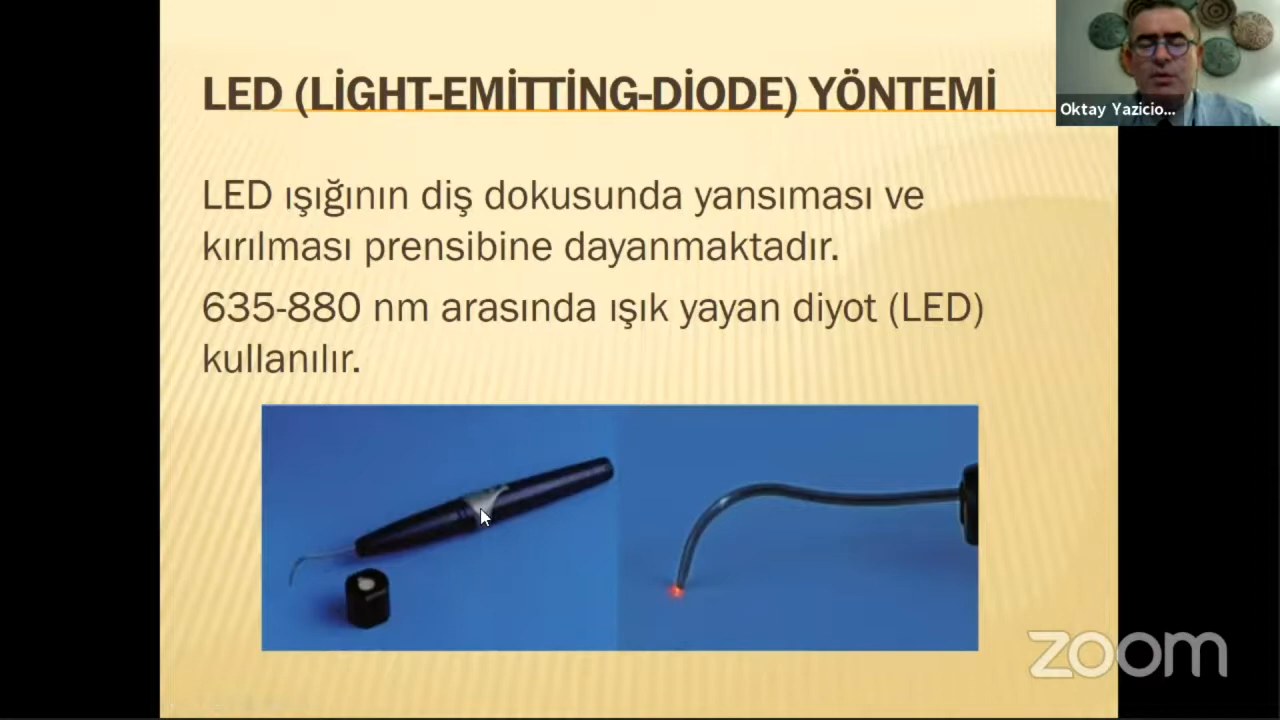 LED (LİGHT-EMİTTİNG-DİODE) YÖNTEMİ
Oktay Yazicio...
LED ışığının diş dokusunda yansıması ve
kırılması prensibine dayanmaktadır.
635-880 nm arasında ışık yayan diyot (LED)
kullanılır.
zoom